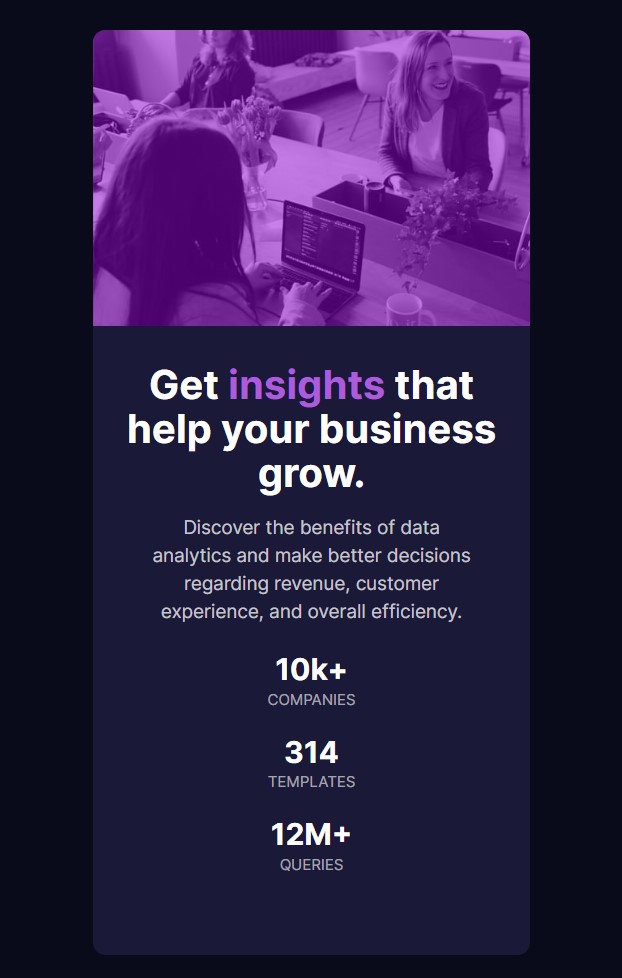 Get insights that
help your business
grow.
Discover the benefits of data
analytics and make better decisions
regarding revenue, customer
experience, and overall efficiency.
10k+
COMPANIES
314
TEMPLATES
12M+
QUERIES